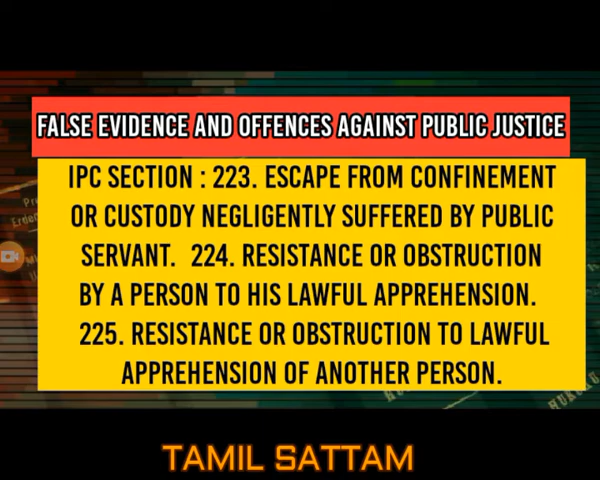 FALSE EVIDENCE AND OFFENCES AGAINST PUBLIC JUSTICE
IPC SECTION : 223. ESCAPE FROM CONFINEMENT
OR CUSTODY NEGLIGENTLY SUFFERED BY PUBLIC
SERVANT. 224. RESISTANCE OR OBSTRUCTION
BY A PERSON TO HIS LAWFUL APPREHENSION.
225. RESISTANCE OR OBSTRUCTION TO LAWFUL
APPREHENSION OF ANOTHER PERSON.
TAMIL SATTAM